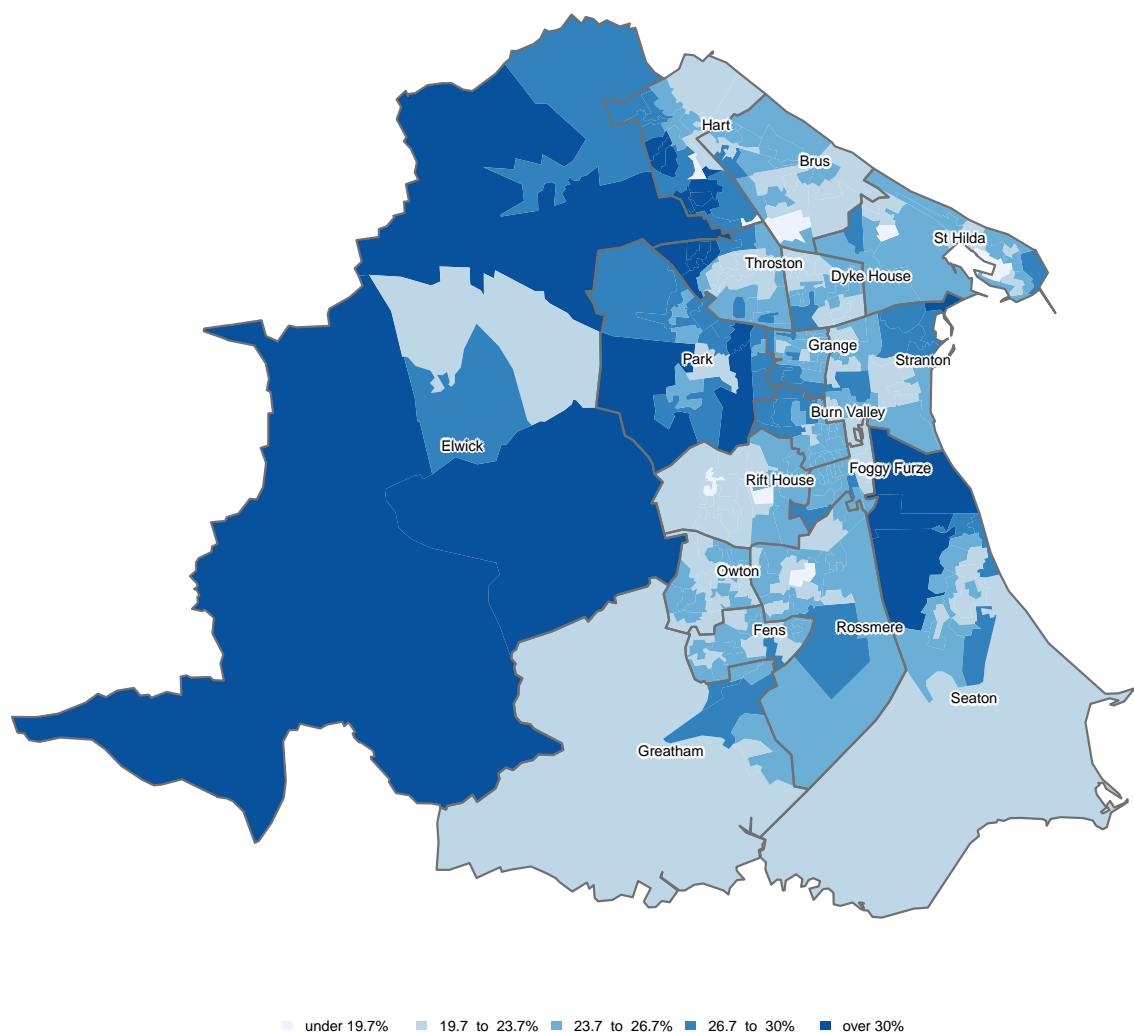 Hart
Brus
St Hilda
Throston
Dyke House
Grange
Park
Stranton
Burn Valley
Elwick
Foggy Furze
Rift House
Owton
Fens
Rossmere
Seaton
Greatham
under 19.7% 19.7 to 23.7% 23.7 to 26.7% 26.7 to 30% over 30%